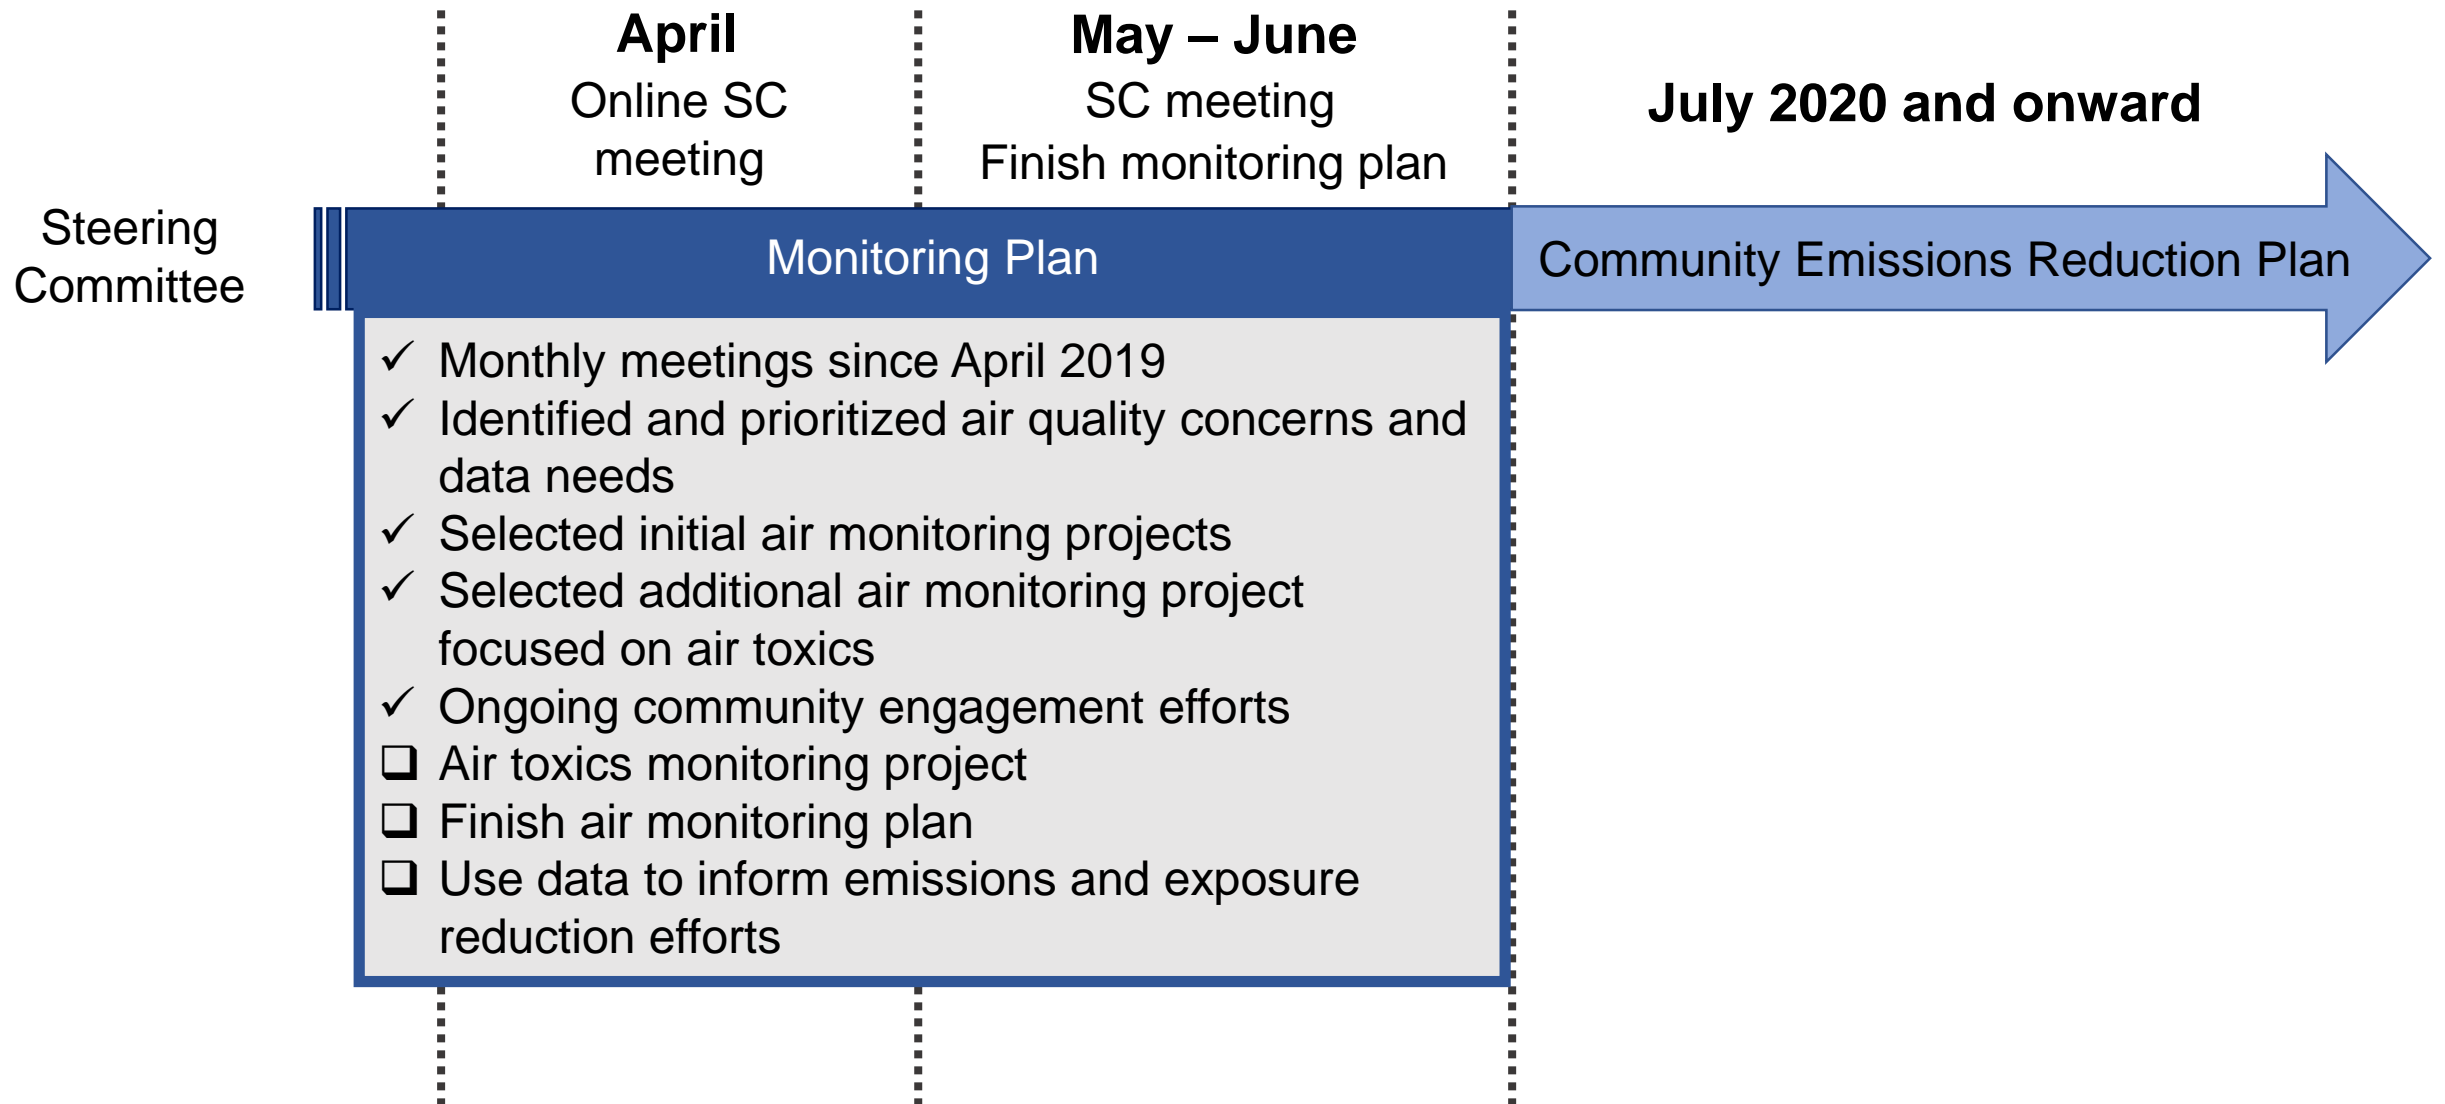 April
Online SC
meeting
May – June
SC meeting
Finish monitoring plan
July 2020 and onward
Steering
Committee
Monitoring Plan
Community Emissions Reduction Plan
✓ Monthly meetings since April 2019
✓ Identified and prioritized air quality concerns and
data needs
✓ Selected initial air monitoring projects
✓ Selected additional air monitoring project
focused on air toxics
✓ Ongoing community engagement efforts
❑ Air toxics monitoring project
❑ Finish air monitoring plan
❑ Use data to inform emissions and exposure
reduction efforts